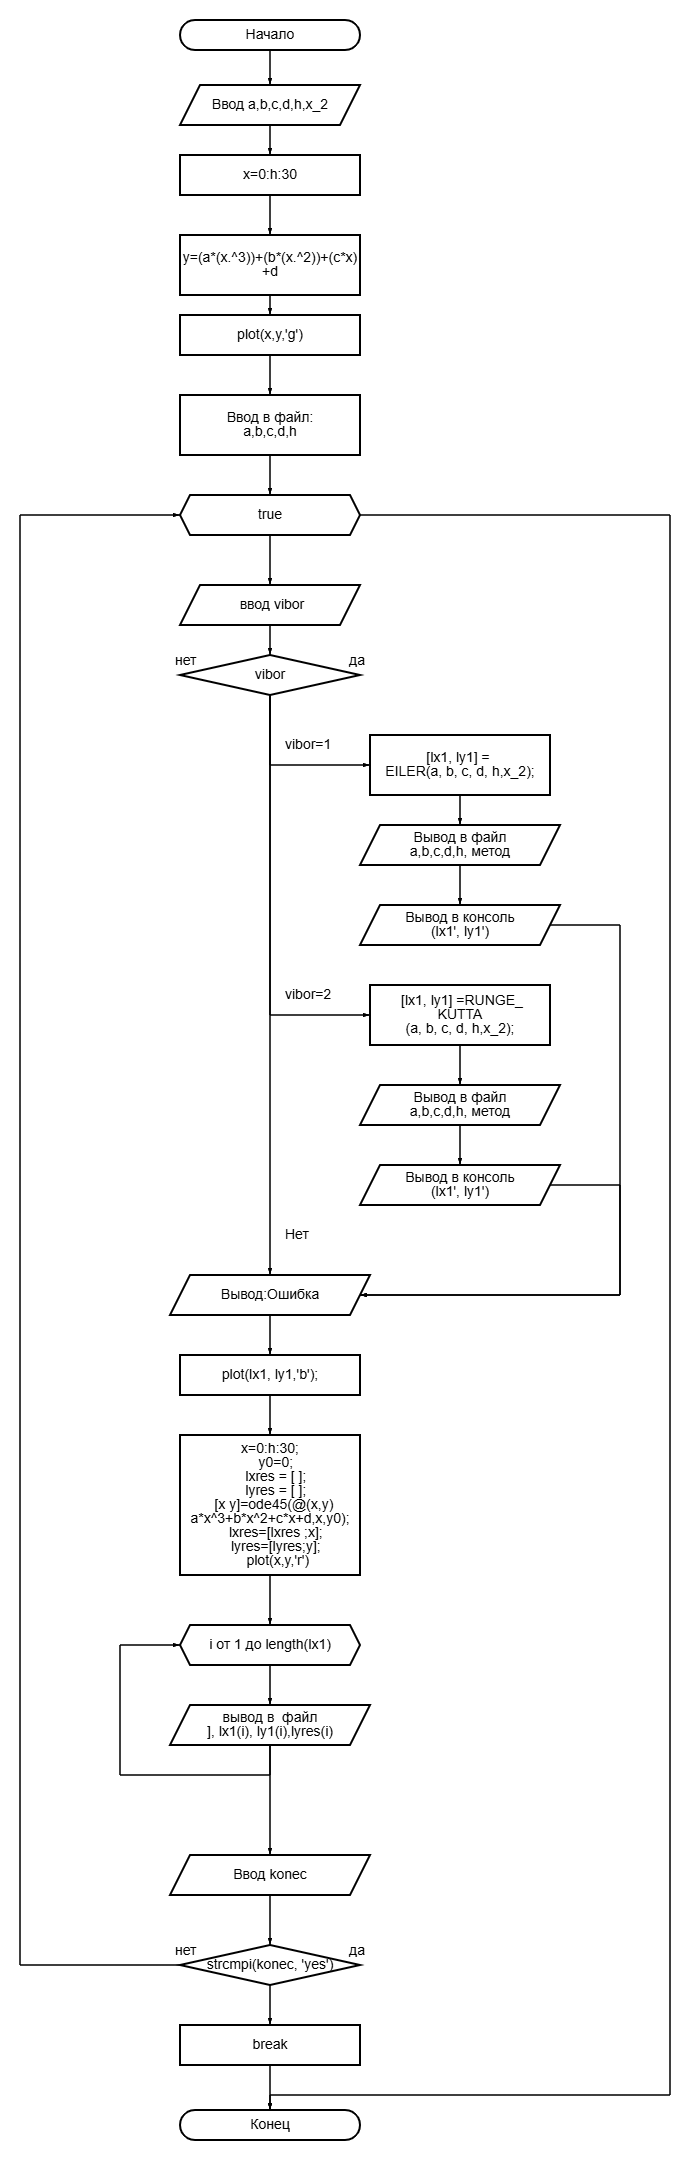 Начало
Ввод a,b,c,d,h,x_2
x=0:h:30
y=(a*(x.^3))+(b*(x.^2))+(c*x)
+d
plot(x,y,'g')
Ввод в файл:
a,b,c,d,h
true
ввод vibor
нет
да
vibor
vibor=1
[lx1, ly1] =
EILER(a, b, c, d, h,x_2);
Вывод в файл
a,b,c,d,h, метод
Вывод в консоль
(lx1', ly1')
vibor=2
[lx1, ly1] =RUNGE_
KUTTA
(a, b, c, d, h,x_2);
Вывод в файл
a,b,c,d,h, метод
Вывод в консоль
(lx1', ly1')
Нет
Вывод:Ошибка
plot(lx1, ly1,'b');
x=0:h:30;
y0=0;
lxres = [ ];
lyres = [ ];
[x y]=ode45(@(x,y)
a*x^3+b*x^2+c*x+d,x,y0);
lxres=[lxres ;x];
lyres=[lyres;y];
plot(x,y,'r')
i от 1 до length(lx1)
вывод в  файл
], lx1(i), ly1(i),lyres(i)
Ввод konec
нет
да
strcmpi(konec, 'yes')
break
Конец